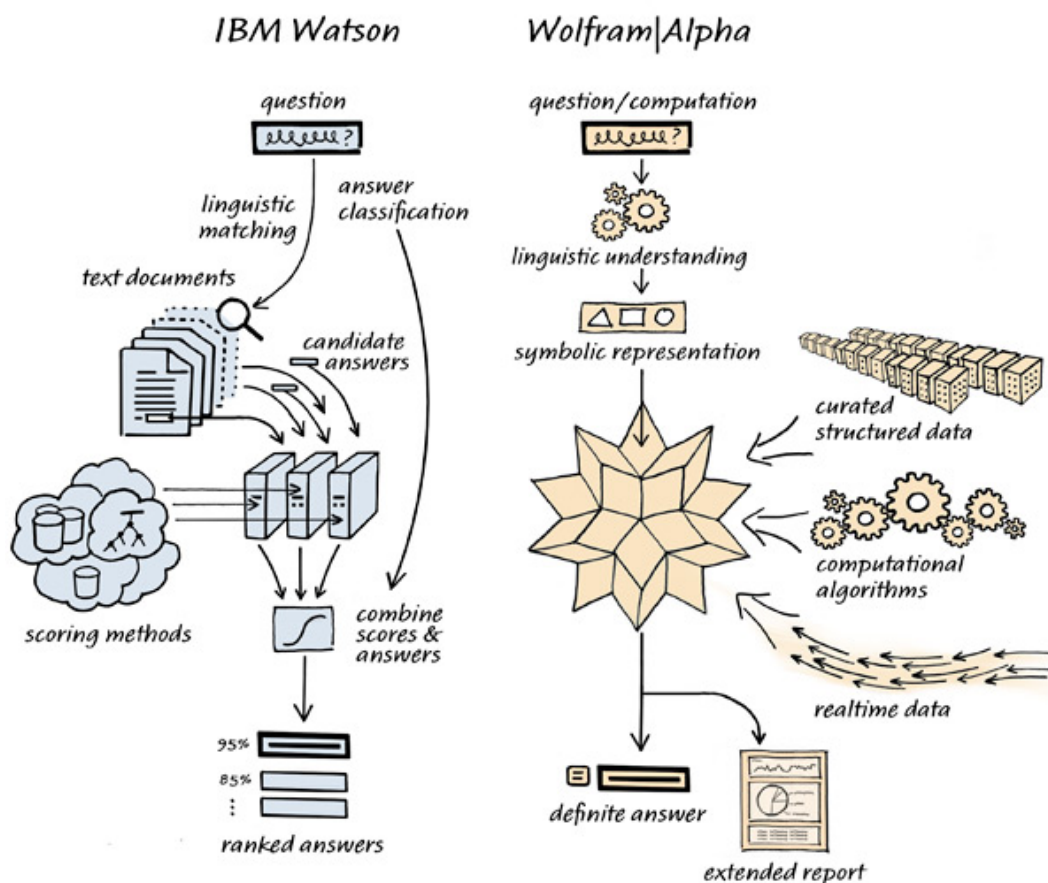 IBM Watson
question
?
linguistic
matching
answer
classification
text documents
candidate
answers
scoring methods
combine
scores &
answers
95%
85%
ranked answers
Wolfram|Alpha
question/computation
?
linguistic understanding
symbolic representation
curated
structured data
computational
algorithms
realtime data
=
definite answer
extended report